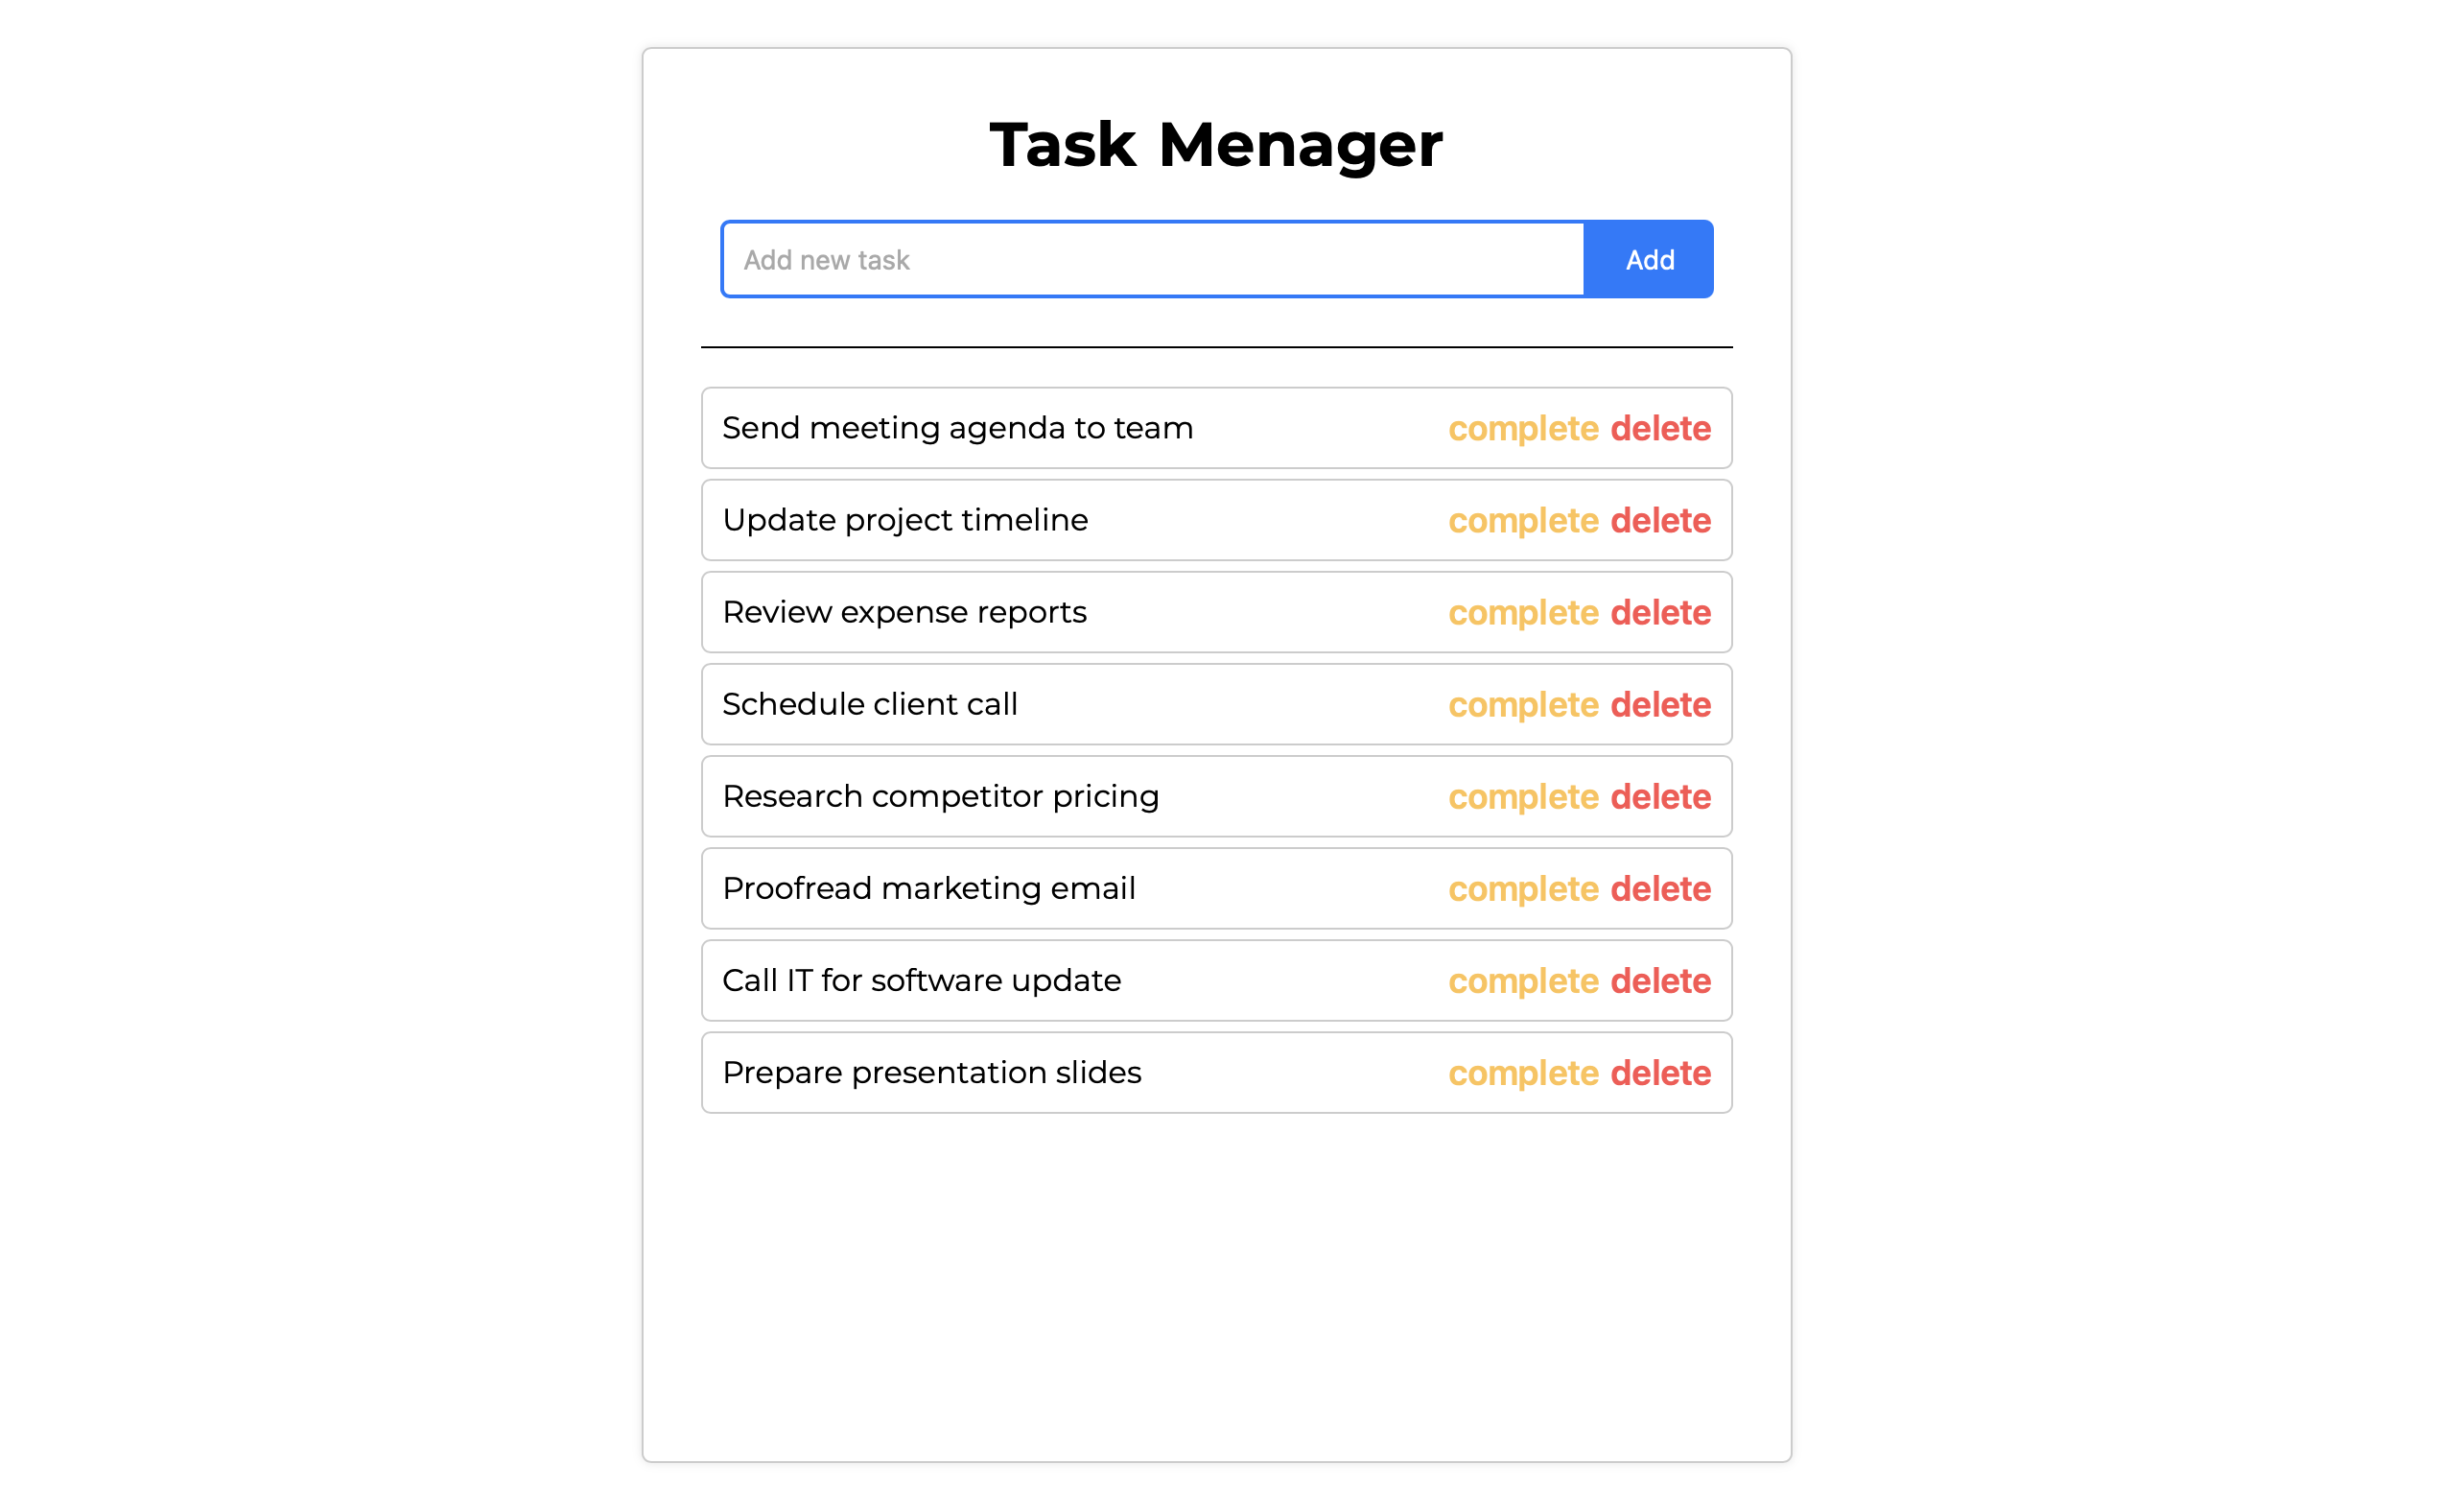 Task Menager
Add new task Add
Send meeting agenda to team complete delete
Update project timeline complete delete
Review expense reports complete delete
Schedule client call complete delete
Research competitor pricing complete delete
Proofread marketing email complete delete
Call IT for software update complete delete
Prepare presentation slides complete delete